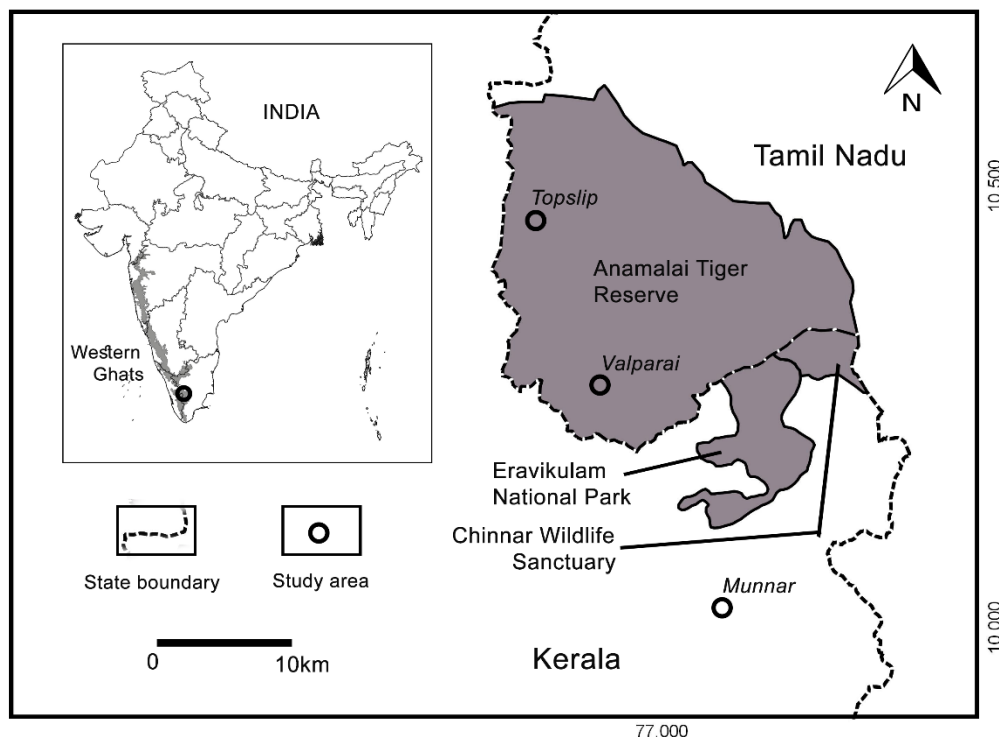 INDIA
Western
Ghats
State boundary
Study area
0 10km
N
Tamil Nadu
Topslip
Anamalai Tiger
Reserve
Valparai
Eravikulam
National Park
Chinnar Wildlife
Sanctuary
Munnar
Kerala
10.500
10.000
77.000